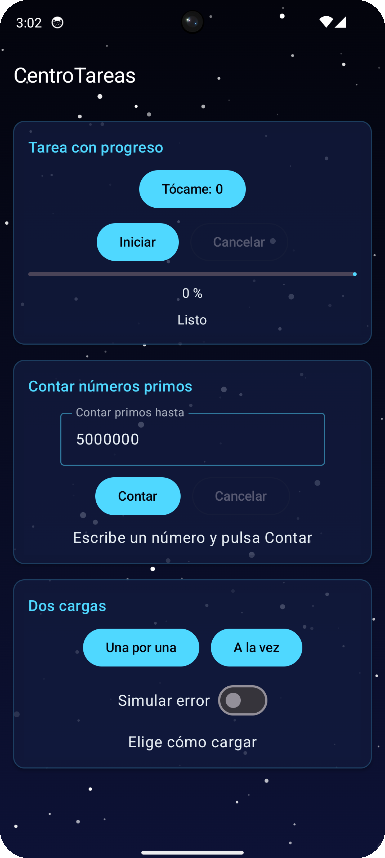 3:02
CentroTareas
Tarea con progreso
Tócame: 0
Iniciar
Cancelar
0 %
Listo
Contar números primos
Contar primos hasta
5000000
Contar
Cancelar
Escribe un número y pulsa Contar
Dos cargas
Una por una
A la vez
Simular error
Elige cómo cargar